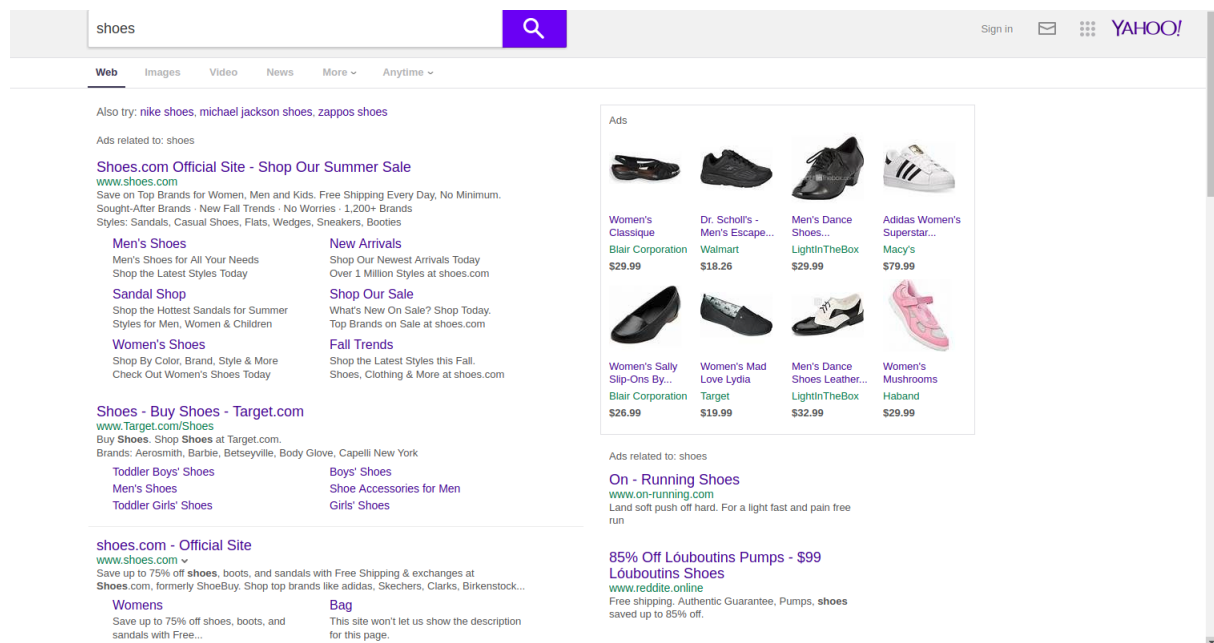 shoes
Sign in
YAHOO!
Web Images Video News More Anytime
Also try: nike shoes, michael jackson shoes, zappos shoes
Ads related to: shoes
Shoes.com Official Site - Shop Our Summer Sale
www.shoes.com
Save on Top Brands for Women, Men and Kids. Free Shipping Every Day, No Minimum.
Sought-After Brands · New Fall Trends · No Worries · 1,200+ Brands
Styles: Sandals, Casual Shoes, Flats, Wedges, Sneakers, Booties
Men's Shoes
Men's Shoes for All Your Needs
Shop the Latest Styles Today
New Arrivals
Shop Our Newest Arrivals Today
Over 1 Million Styles at shoes.com
Sandal Shop
Shop the Hottest Sandals for Summer
Styles for Men, Women & Children
Shop Our Sale
What's New On Sale? Shop Today.
Top Brands on Sale at shoes.com
Women's Shoes
Shop By Color, Brand, Style & More
Check Out Women's Shoes Today
Fall Trends
Shop the Latest Styles this Fall.
Shoes, Clothing & More at shoes.com
Shoes - Buy Shoes - Target.com
www.Target.com/Shoes
Buy Shoes. Shop Shoes at Target.com.
Brands: Aerosmith, Barbie, Betseyville, Body Glove, Capelli New York
Toddler Boys' Shoes
Boys' Shoes
Men's Shoes
Shoe Accessories for Men
Toddler Girls' Shoes
Girls' Shoes
shoes.com - Official Site
www.shoes.com
Save up to 75% off shoes, boots, and sandals with Free Shipping & exchanges at
Shoes.com, formerly ShoeBuy. Shop top brands like adidas, Skechers, Clarks, Birkenstock...
Womens
Save up to 75% off shoes, boots, and
sandals with Free...
Bag
This site won't let us show the description
for this page.
Ads
Women's
Classique
Blair Corporation
$29.99
Dr. Scholl's -
Men's Escape...
Walmart
$18.26
Men's Dance
Shoes...
LightInTheBox
$29.99
Adidas Women's
Superstar...
Macy's
$79.99
Women's Sally
Slip-Ons By...
Blair Corporation
$26.99
Women's Mad
Love Lydia
Target
$19.99
Men's Dance
Shoes Leather...
LightInTheBox
$32.99
Women's
Mushrooms
Haband
$29.99
Ads related to: shoes
On - Running Shoes
www.on-running.com
Land soft push off hard. For a light fast and pain free
run
85% Off Lóuboutins Pumps - $99
Lóuboutins Shoes
www.reddite.online
Free shipping. Authentic Guarantee, Pumps, shoes
saved up to 85% off.